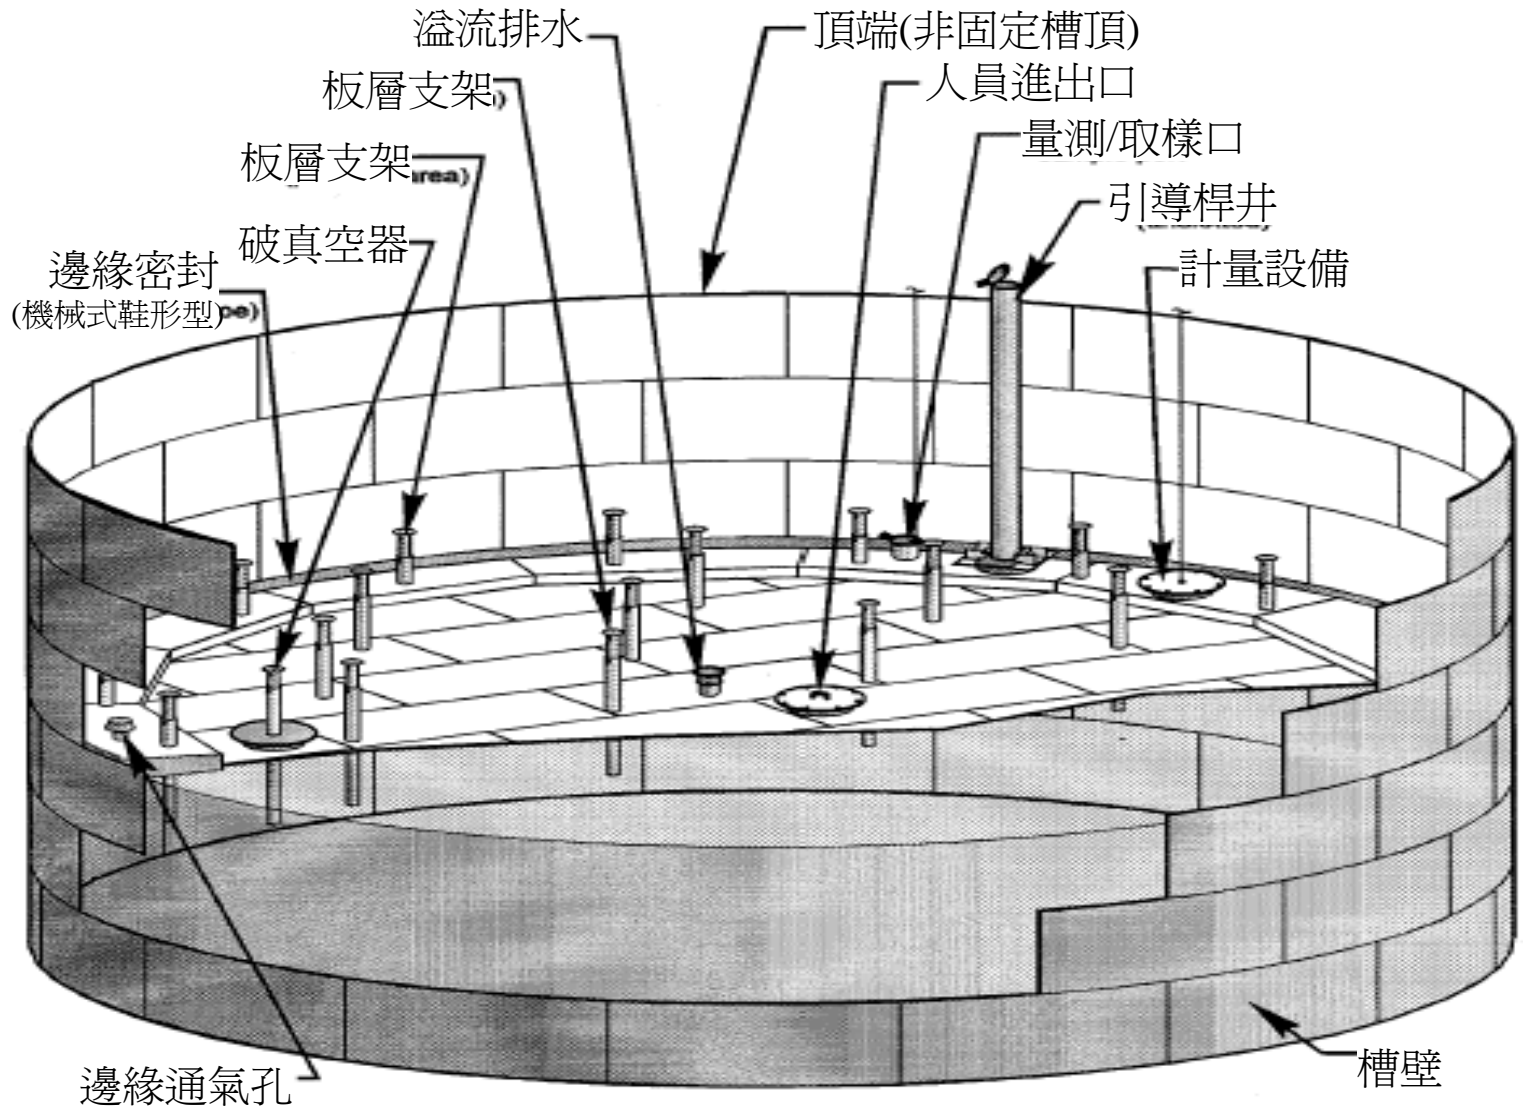 溢流排水
頂端(非固定槽頂)
板層支架
人員進出口
量測/取樣口
板層支架
area)
引導桿井
破真空器
邊緣密封
計量設備
(機械式鞋形型)
邊緣通氣孔
槽壁